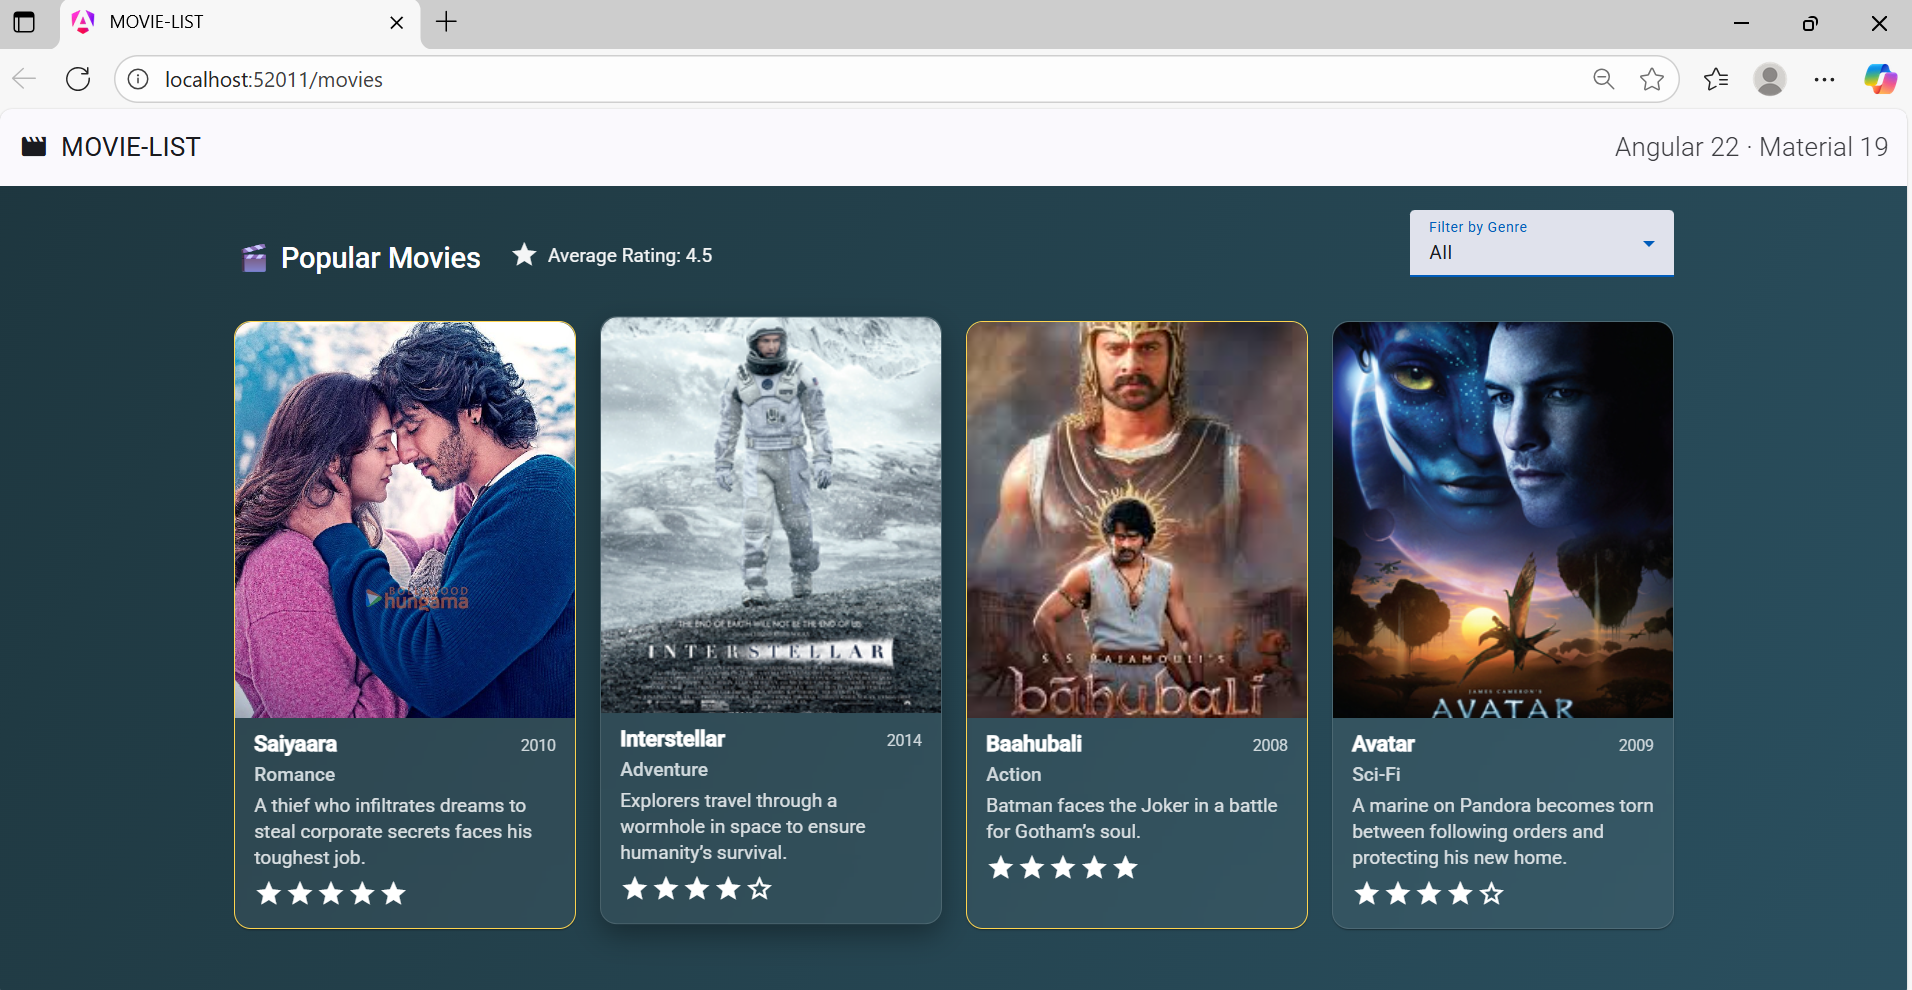 MOVIE-LIST
localhost:52011/movies
MOVIE-LIST
Angular 22 · Material 19
Popular Movies
Average Rating: 4.5
Filter by Genre
All
BOLLYWOOD
hungama
THE END OF EARTH WILL NOT BE THE END OF US
INTERSTELLAR
S S RAJAMOULI'S
bāhubali
JAMES CAMERON'S
AVATAR
Saiyaara
2010
Romance
A thief who infiltrates dreams to
steal corporate secrets faces his
toughest job.
Interstellar
2014
Adventure
Explorers travel through a
wormhole in space to ensure
humanity’s survival.
Baahubali
2008
Action
Batman faces the Joker in a battle
for Gotham’s soul.
Avatar
2009
Sci-Fi
A marine on Pandora becomes torn
between following orders and
protecting his new home.